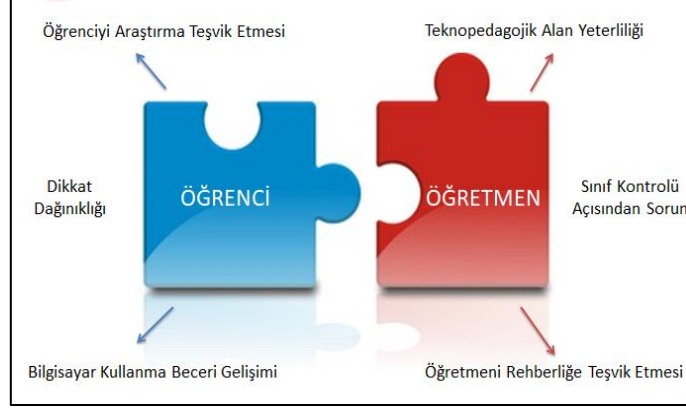 Öğrenciyi Araştırma Teşvik Etmesi
Teknopedagojik Alan Yeterliliği
Dikkat
Dağınıklığı
ÖĞRENCİ
ÖĞRETMEN
Sınıf Kontrolü
Açısından Sorun
Bilgisayar Kullanma Beceri Gelişimi
Öğretmeni Rehberliğe Teşvik Etmesi